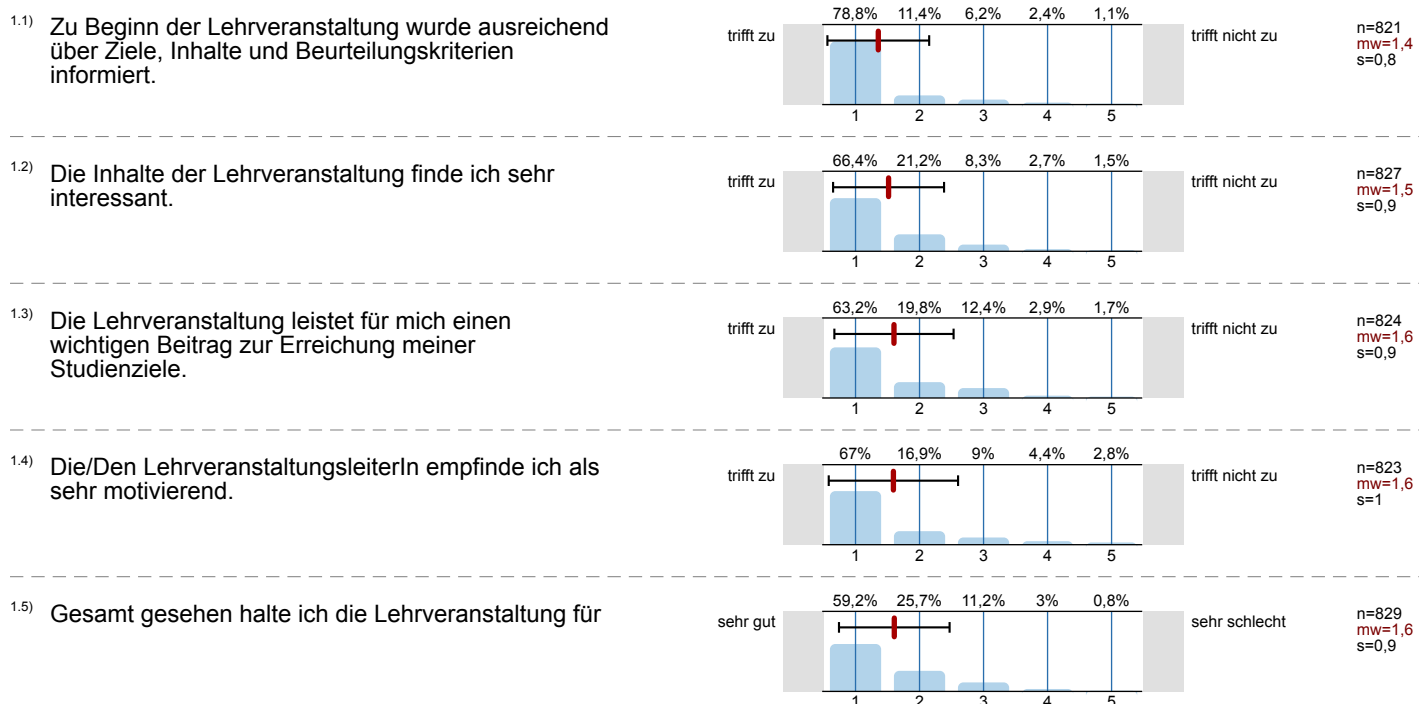 1.1) Zu Beginn der Lehrveranstaltung wurde ausreichend
über Ziele, Inhalte und Beurteilungskriterien
informiert.
trifft zu
78,8% 11,4% 6,2% 2,4% 1,1%
1 2 3 4 5
trifft nicht zu
n=821
mw=1,4
s=0,8
1.2) Die Inhalte der Lehrveranstaltung finde ich sehr
interessant.
trifft zu
66,4% 21,2% 8,3% 2,7% 1,5%
1 2 3 4 5
trifft nicht zu
n=827
mw=1,5
s=0,9
1.3) Die Lehrveranstaltung leistet für mich einen
wichtigen Beitrag zur Erreichung meiner
Studienziele.
trifft zu
63,2% 19,8% 12,4% 2,9% 1,7%
1 2 3 4 5
trifft nicht zu
n=824
mw=1,6
s=0,9
1.4) Die/Den LehrveranstaltungsleiterIn empfinde ich als
sehr motivierend.
trifft zu
67% 16,9% 9% 4,4% 2,8%
1 2 3 4 5
trifft nicht zu
n=823
mw=1,6
s=1
1.5) Gesamt gesehen halte ich die Lehrveranstaltung für
sehr gut
59,2% 25,7% 11,2% 3% 0,8%
1 2 3 4 5
sehr schlecht
n=829
mw=1,6
s=0,9